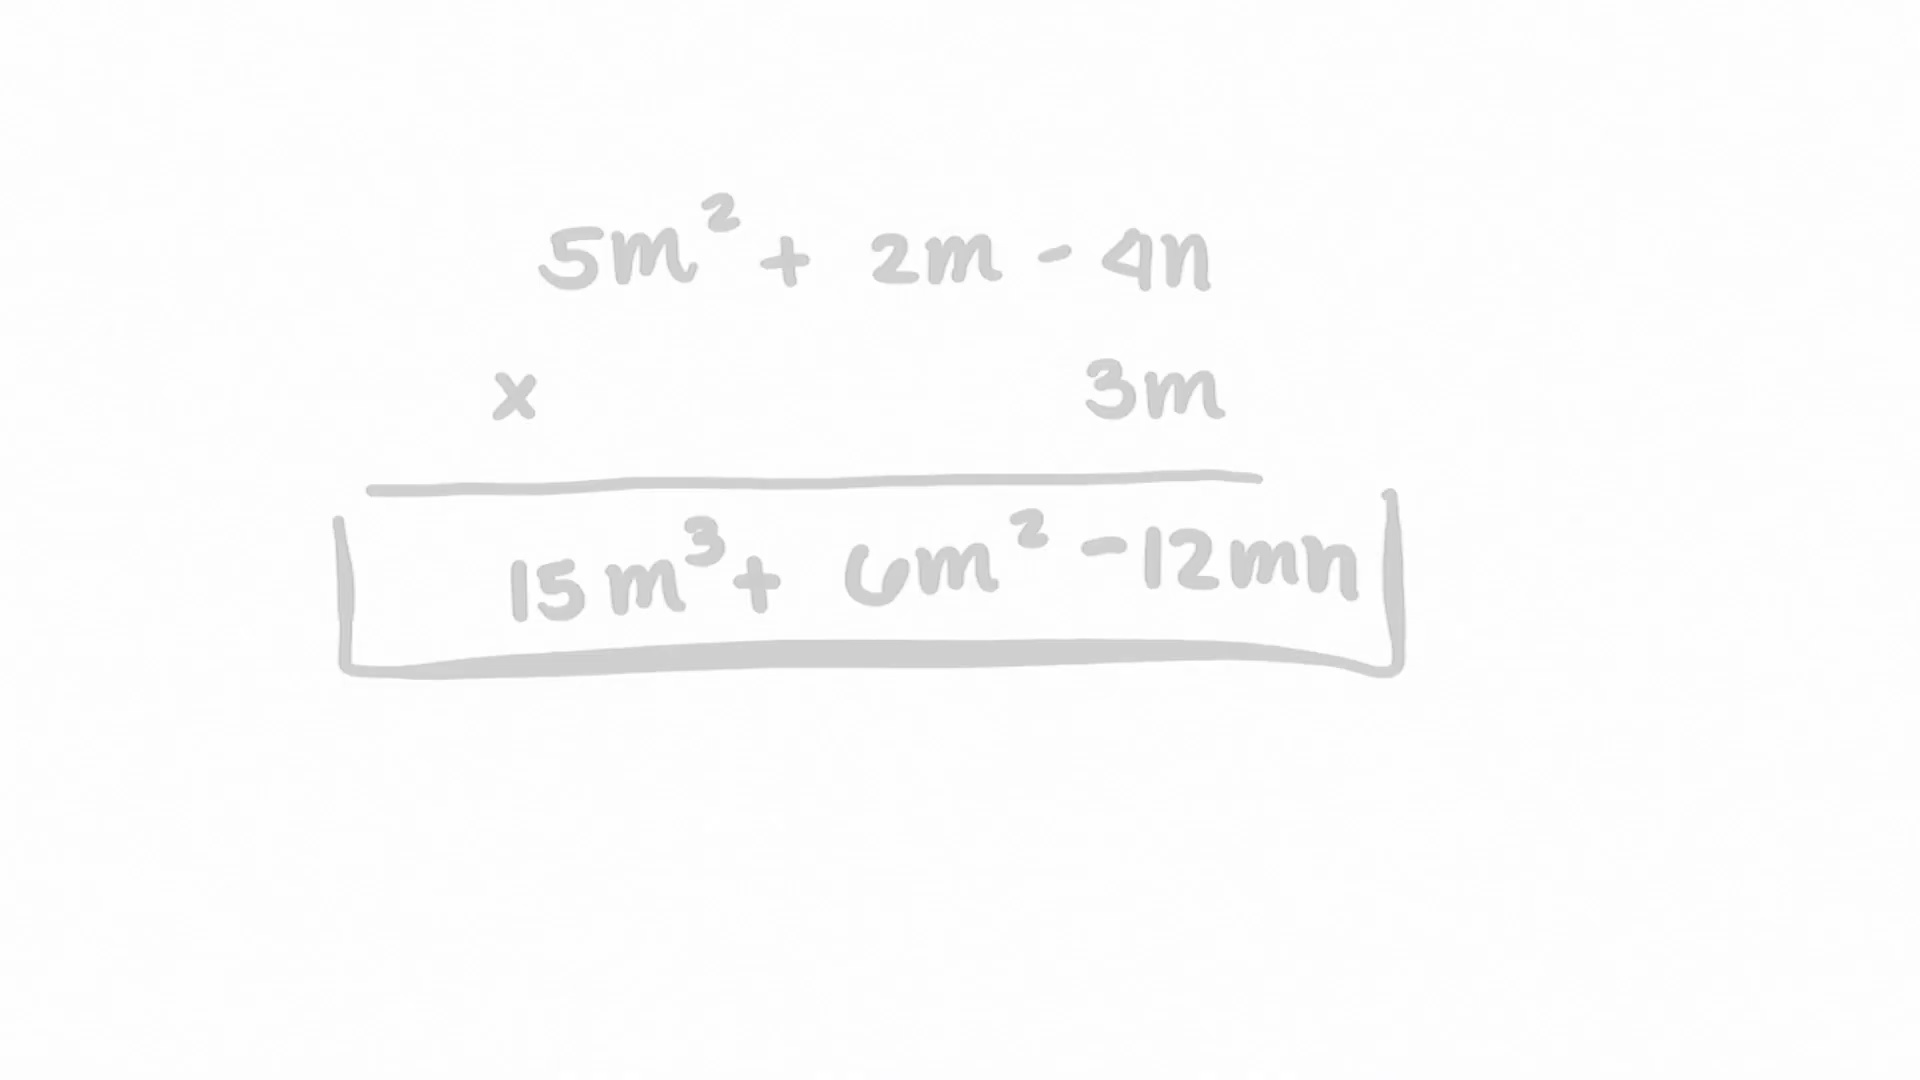 5m² + 2m - 4n
x 3m
15m³ + 6m² - 12mn